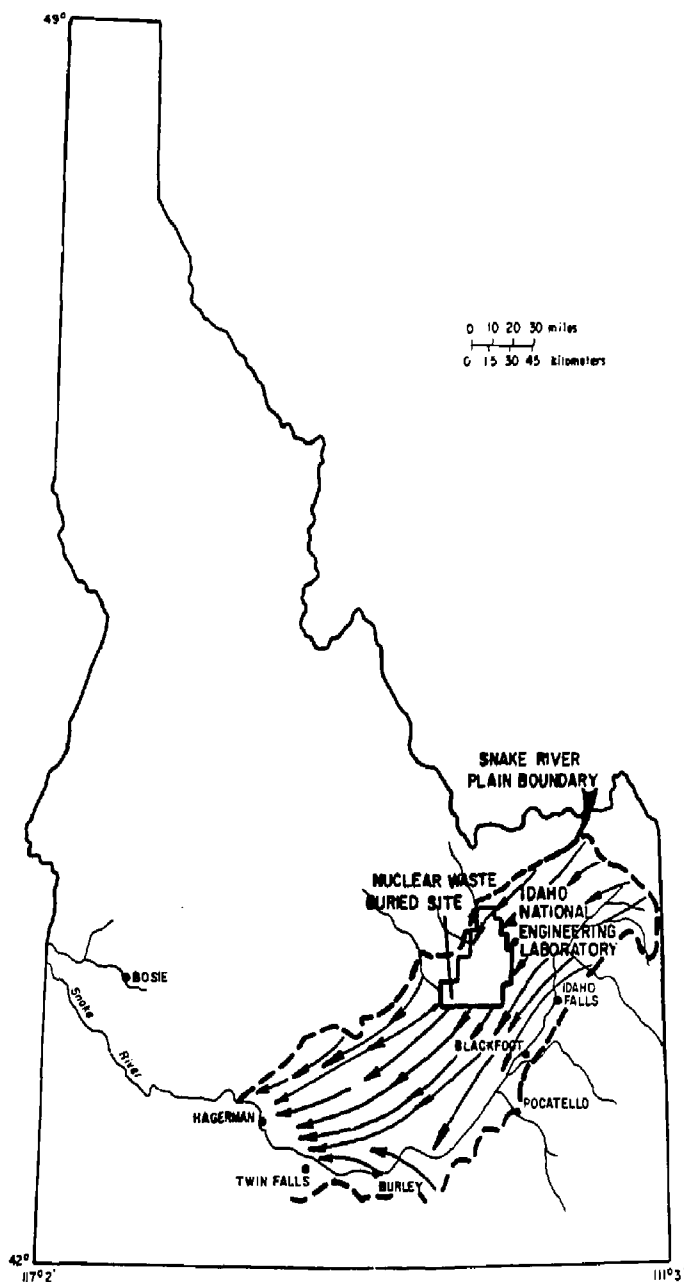 49°
0 10 20 30 miles
0 15 30 45 kilometers
SNAKE RIVER
PLAIN BOUNDARY
NUCLEAR WASTE
BURIED SITE
IDAHO
NATIONAL
ENGINEERING
LABORATORY
BOSIE
IDAHO
FALLS
Snake
River
BLACKFOOT
POCATELLO
HAGERMAN
TWIN FALLS
BURLEY
42°
117°2'
111°3